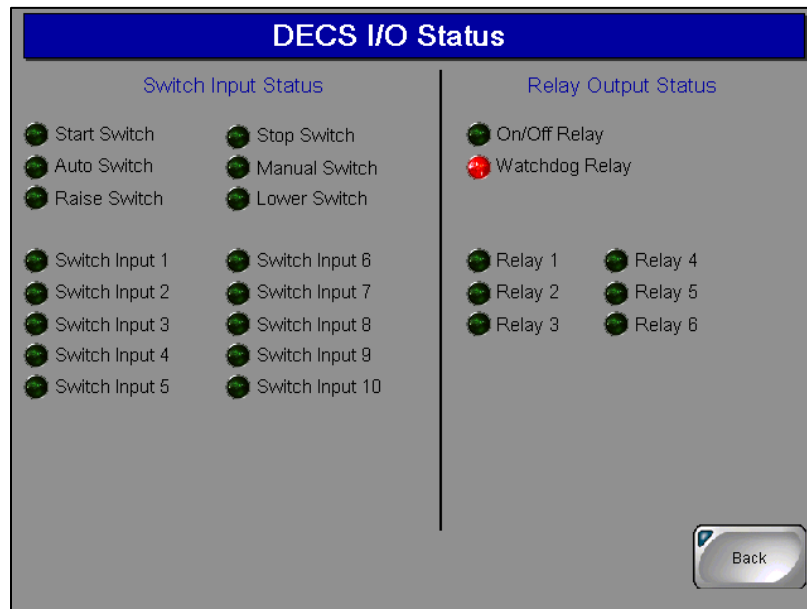 DECS I/O Status
Switch Input Status
Start Switch
Stop Switch
Auto Switch
Manual Switch
Raise Switch
Lower Switch
Switch Input 1
Switch Input 6
Switch Input 2
Switch Input 7
Switch Input 3
Switch Input 8
Switch Input 4
Switch Input 9
Switch Input 5
Switch Input 10
Relay Output Status
On/Off Relay
Watchdog Relay
Relay 1
Relay 4
Relay 2
Relay 5
Relay 3
Relay 6
Back